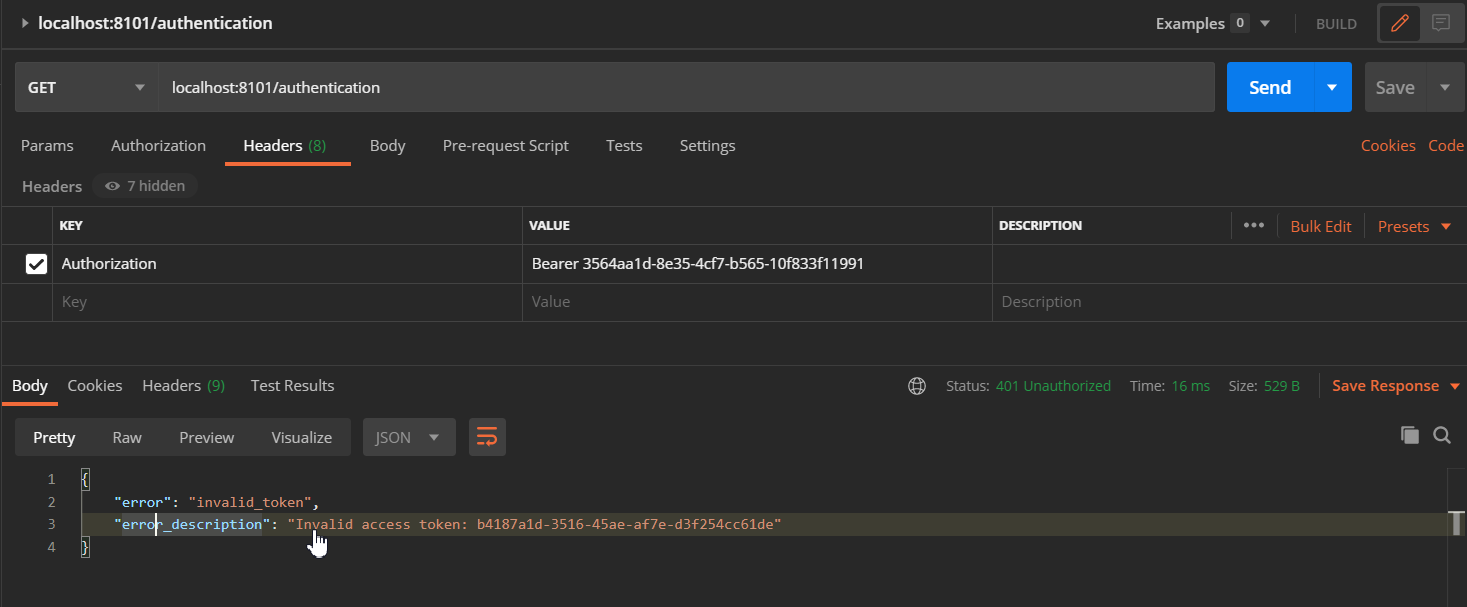 localhost:8101/authentication Examples 0 BUILD
GET localhost:8101/authentication Send Save
Params Authorization Headers (8) Body Pre-request Script Tests Settings Cookies Code
Headers 7 hidden
KEY VALUE DESCRIPTION ••• Bulk Edit Presets
Authorization Bearer 3564aa1d-8e35-4cf7-b565-10f833f11991
Key Value Description
Body Cookies Headers (9) Test Results Status: 401 Unauthorized Time: 16 ms Size: 529 B Save Response
Pretty Raw Preview Visualize JSON
1 {
2 "error": "invalid_token",
3 "error_description": "Invalid access token: b4187a1d-3516-45ae-af7e-d3f254cc61de"
4 }